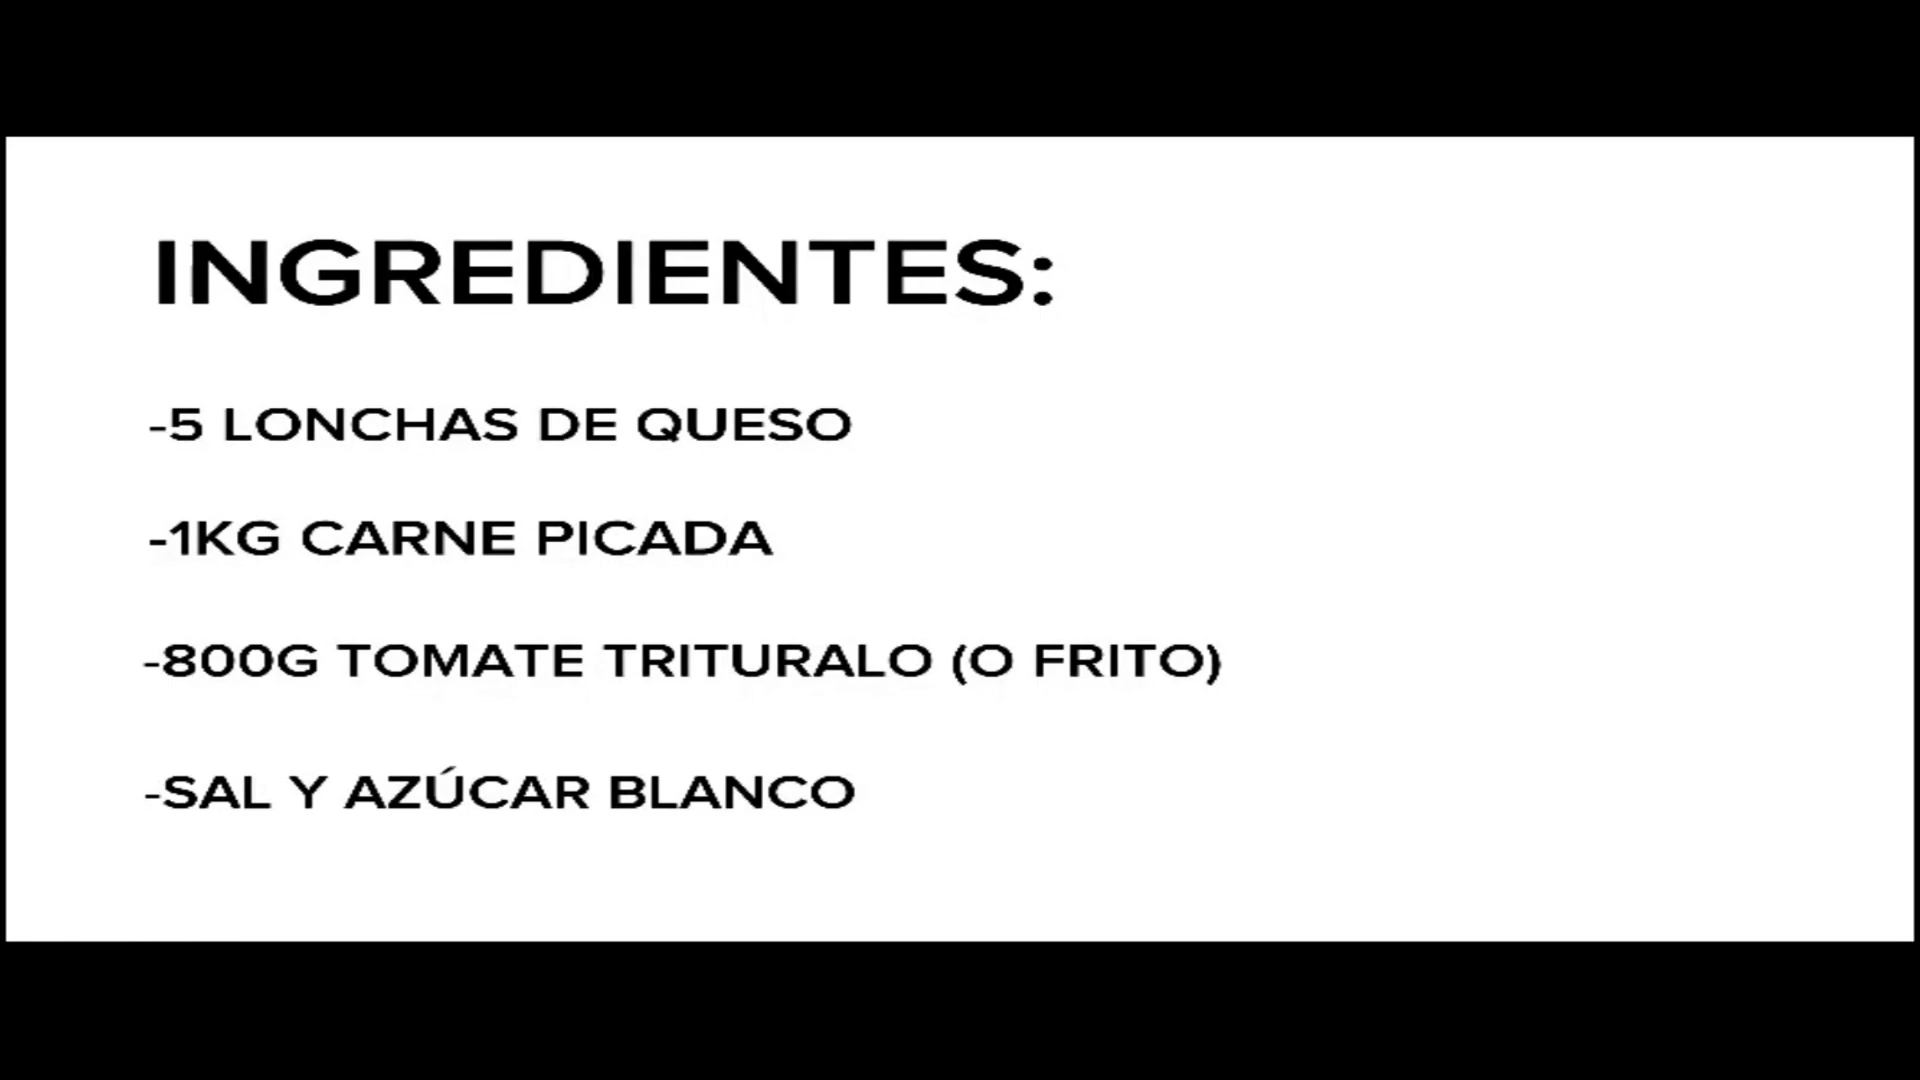 INGREDIENTES:
-5 LONCHAS DE QUESO
-1KG CARNE PICADA
-800G TOMATE TRITURALO (O FRITO)
-SAL Y AZÚCAR BLANCO